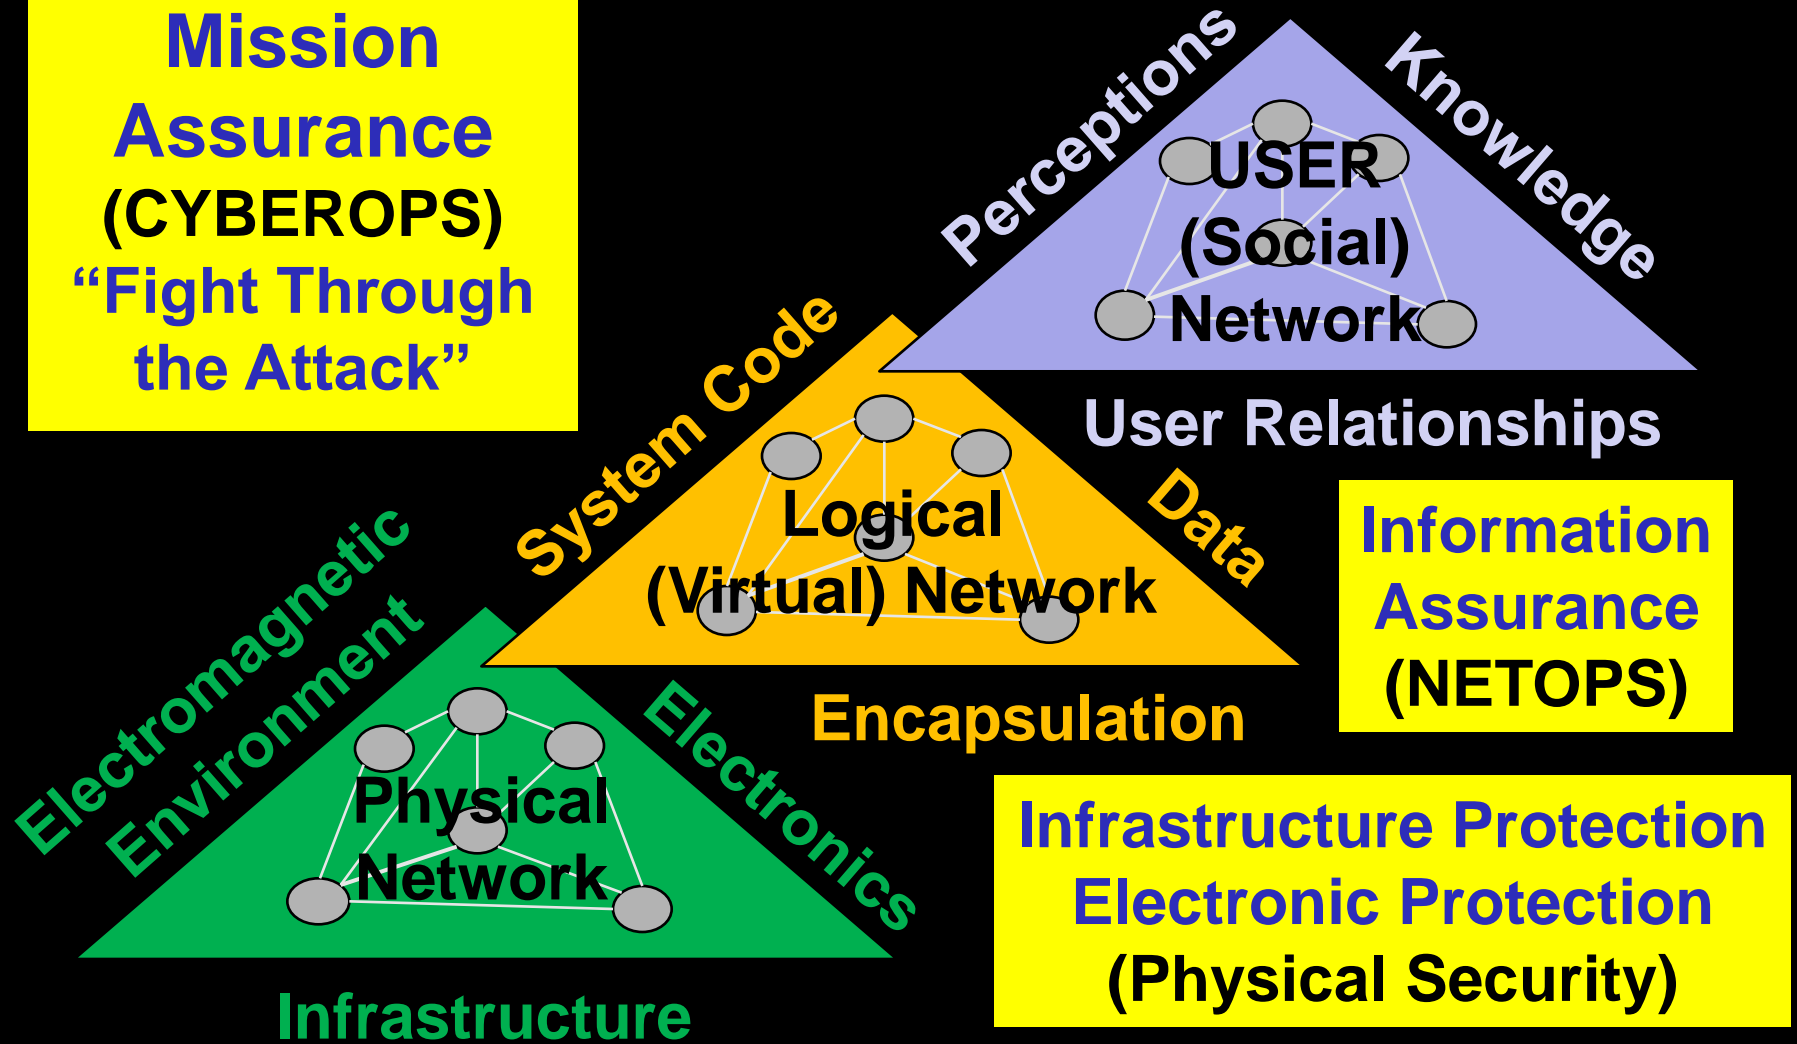 Mission
Assurance
(CYBEROPS)
“Fight Through
the Attack”
Perceptions
Knowledge
USER
(Social)
Network
User Relationships
System Code
Data
Logical
(Virtual) Network
Encapsulation
Information
Assurance
(NETOPS)
Electromagnetic
Environment
Electronics
Physical
Network
Infrastructure
Infrastructure Protection
Electronic Protection
(Physical Security)